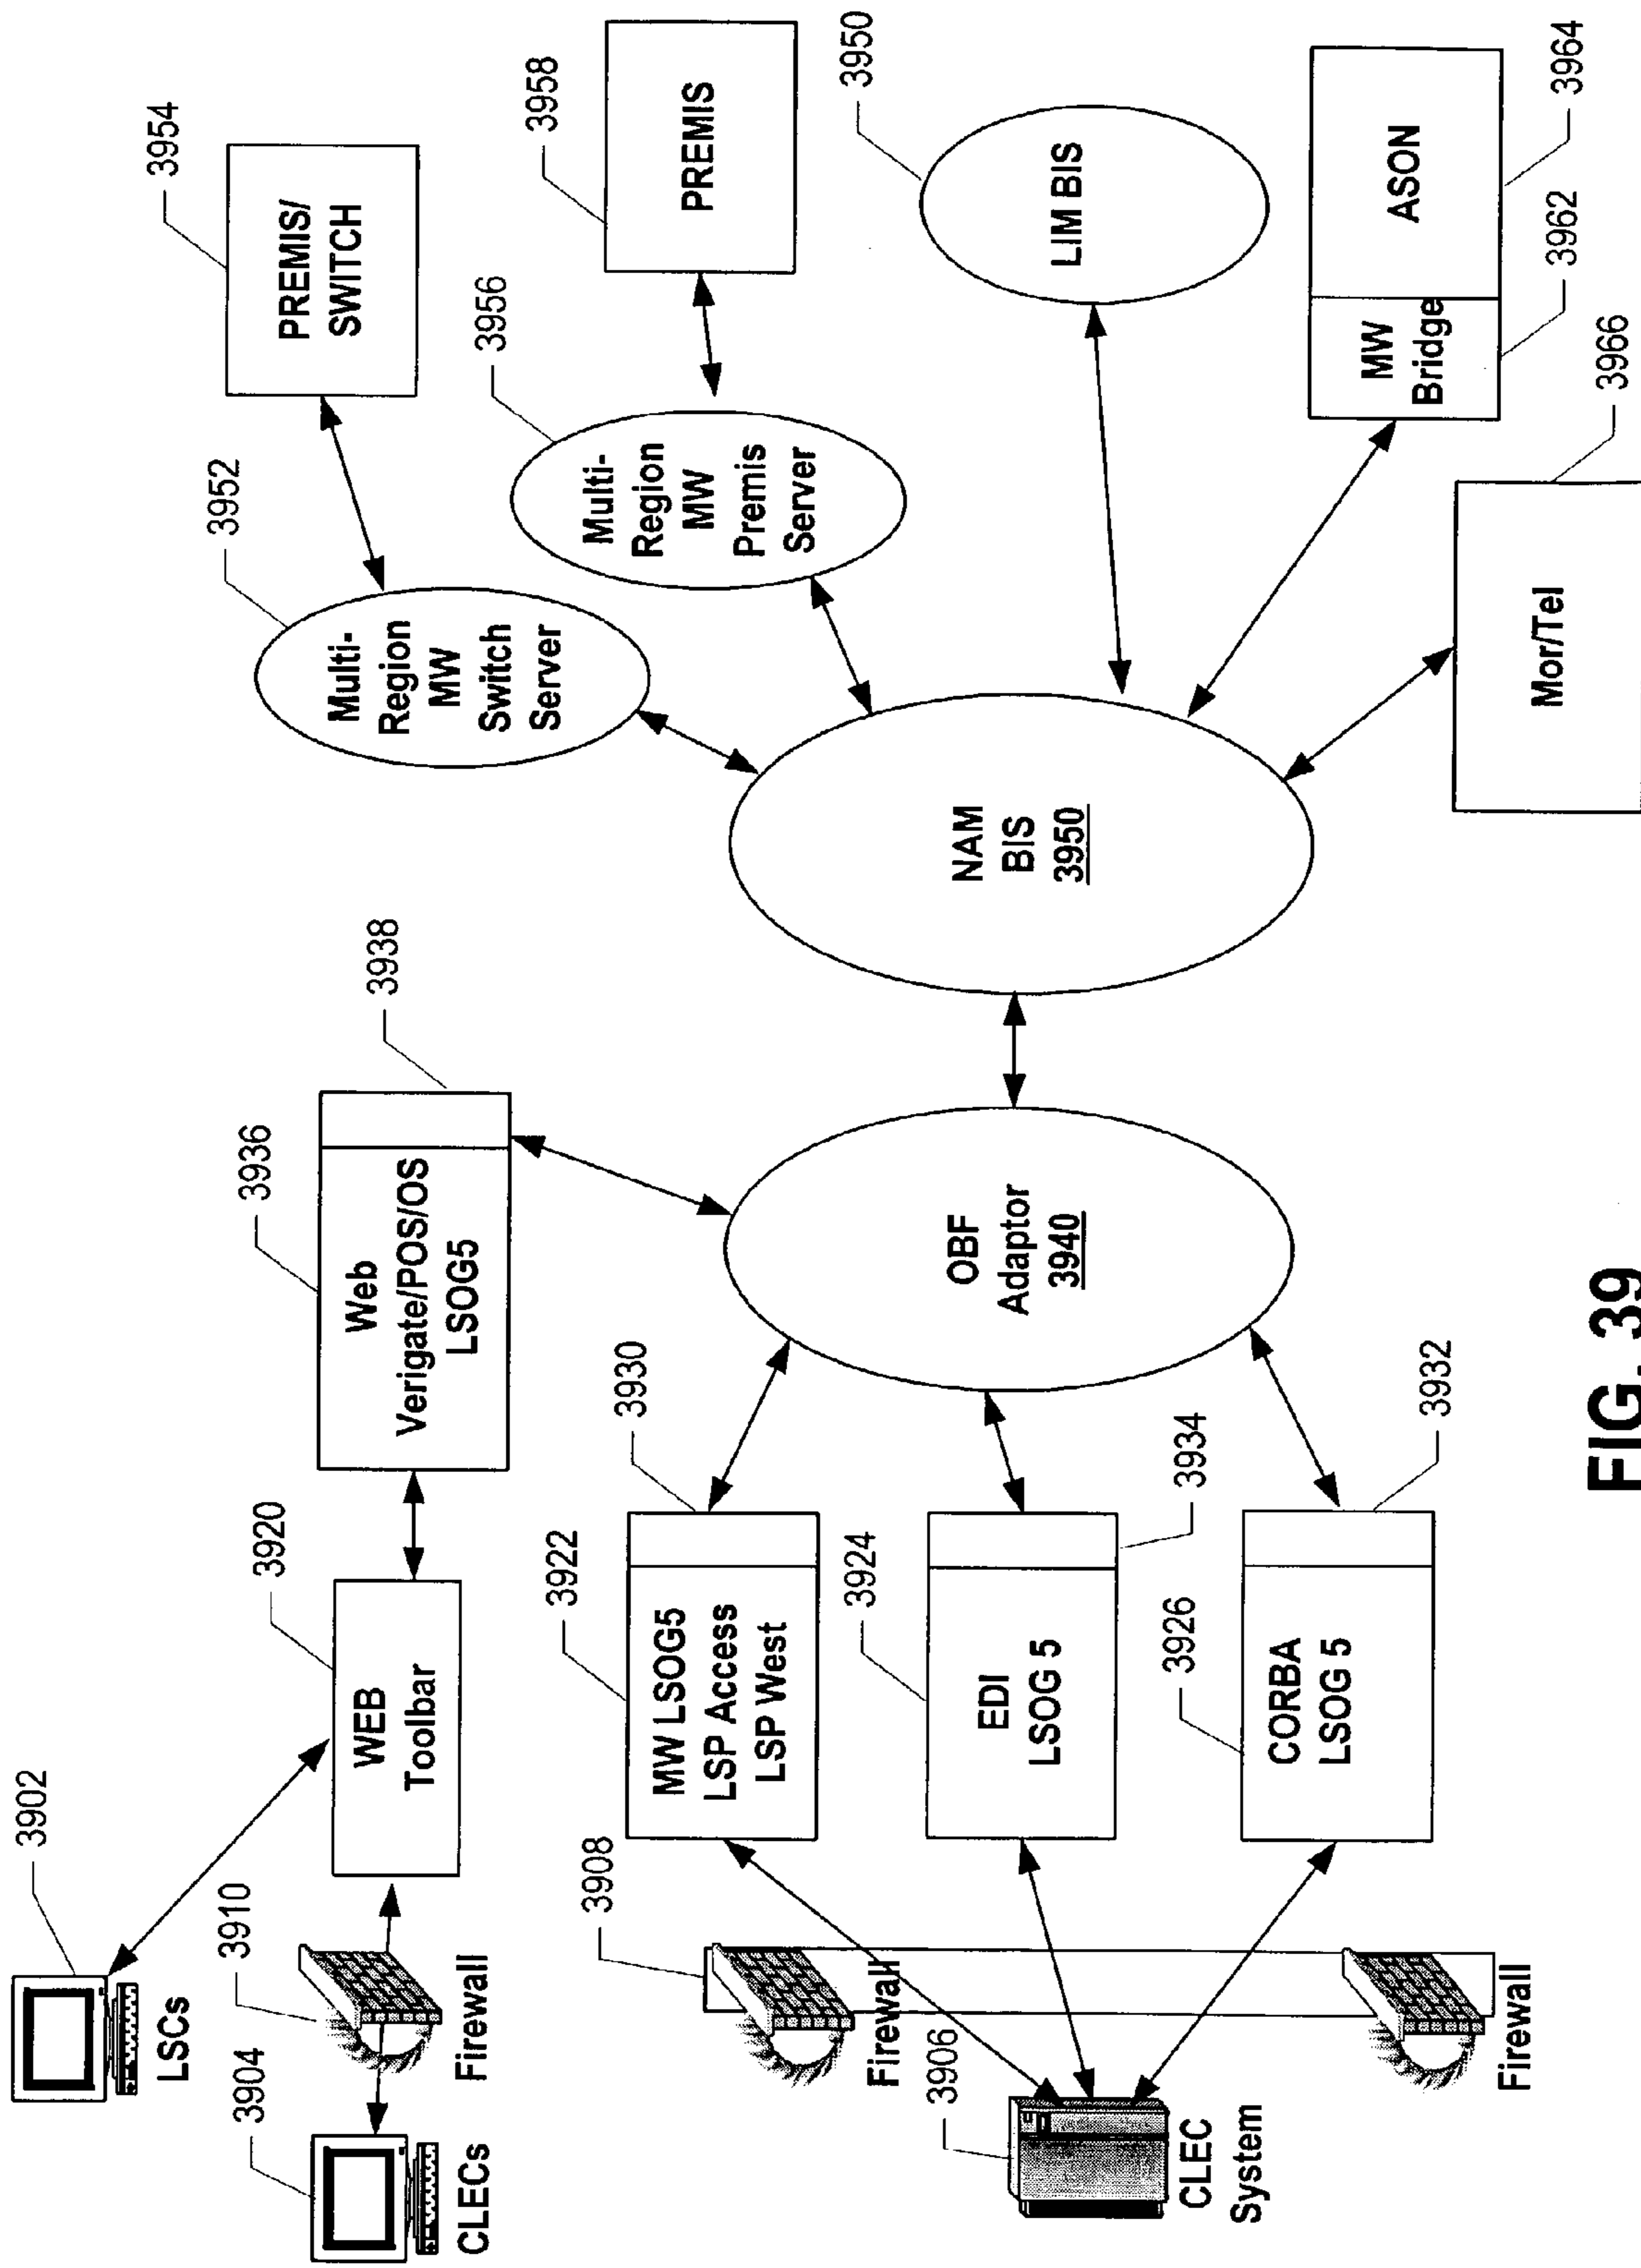 3902
LSCs
3904
CLECs
3910
Firewall
3920
WEB
Toolbar
3936
Web
Verigate/POS/OS
LSOG5
3938
3906
CLEC
System
3908
Firewall
Firewall
3922
MW LSOG5
LSP Access
LSP West
3930
3924
EDI
LSOG 5
3934
3926
CORBA
LSOG 5
3932
OBF
Adaptor
3940
NAM
BIS
3950
3952
Multi-
Region
MW
Switch
Server
3954
PREMIS/
SWITCH
3956
Multi-
Region
MW
Premis
Server
3958
PREMIS
3950
LIM BIS
MW
Bridge
3962
ASON
3964
Mor/Tel
3966
FIG. 39